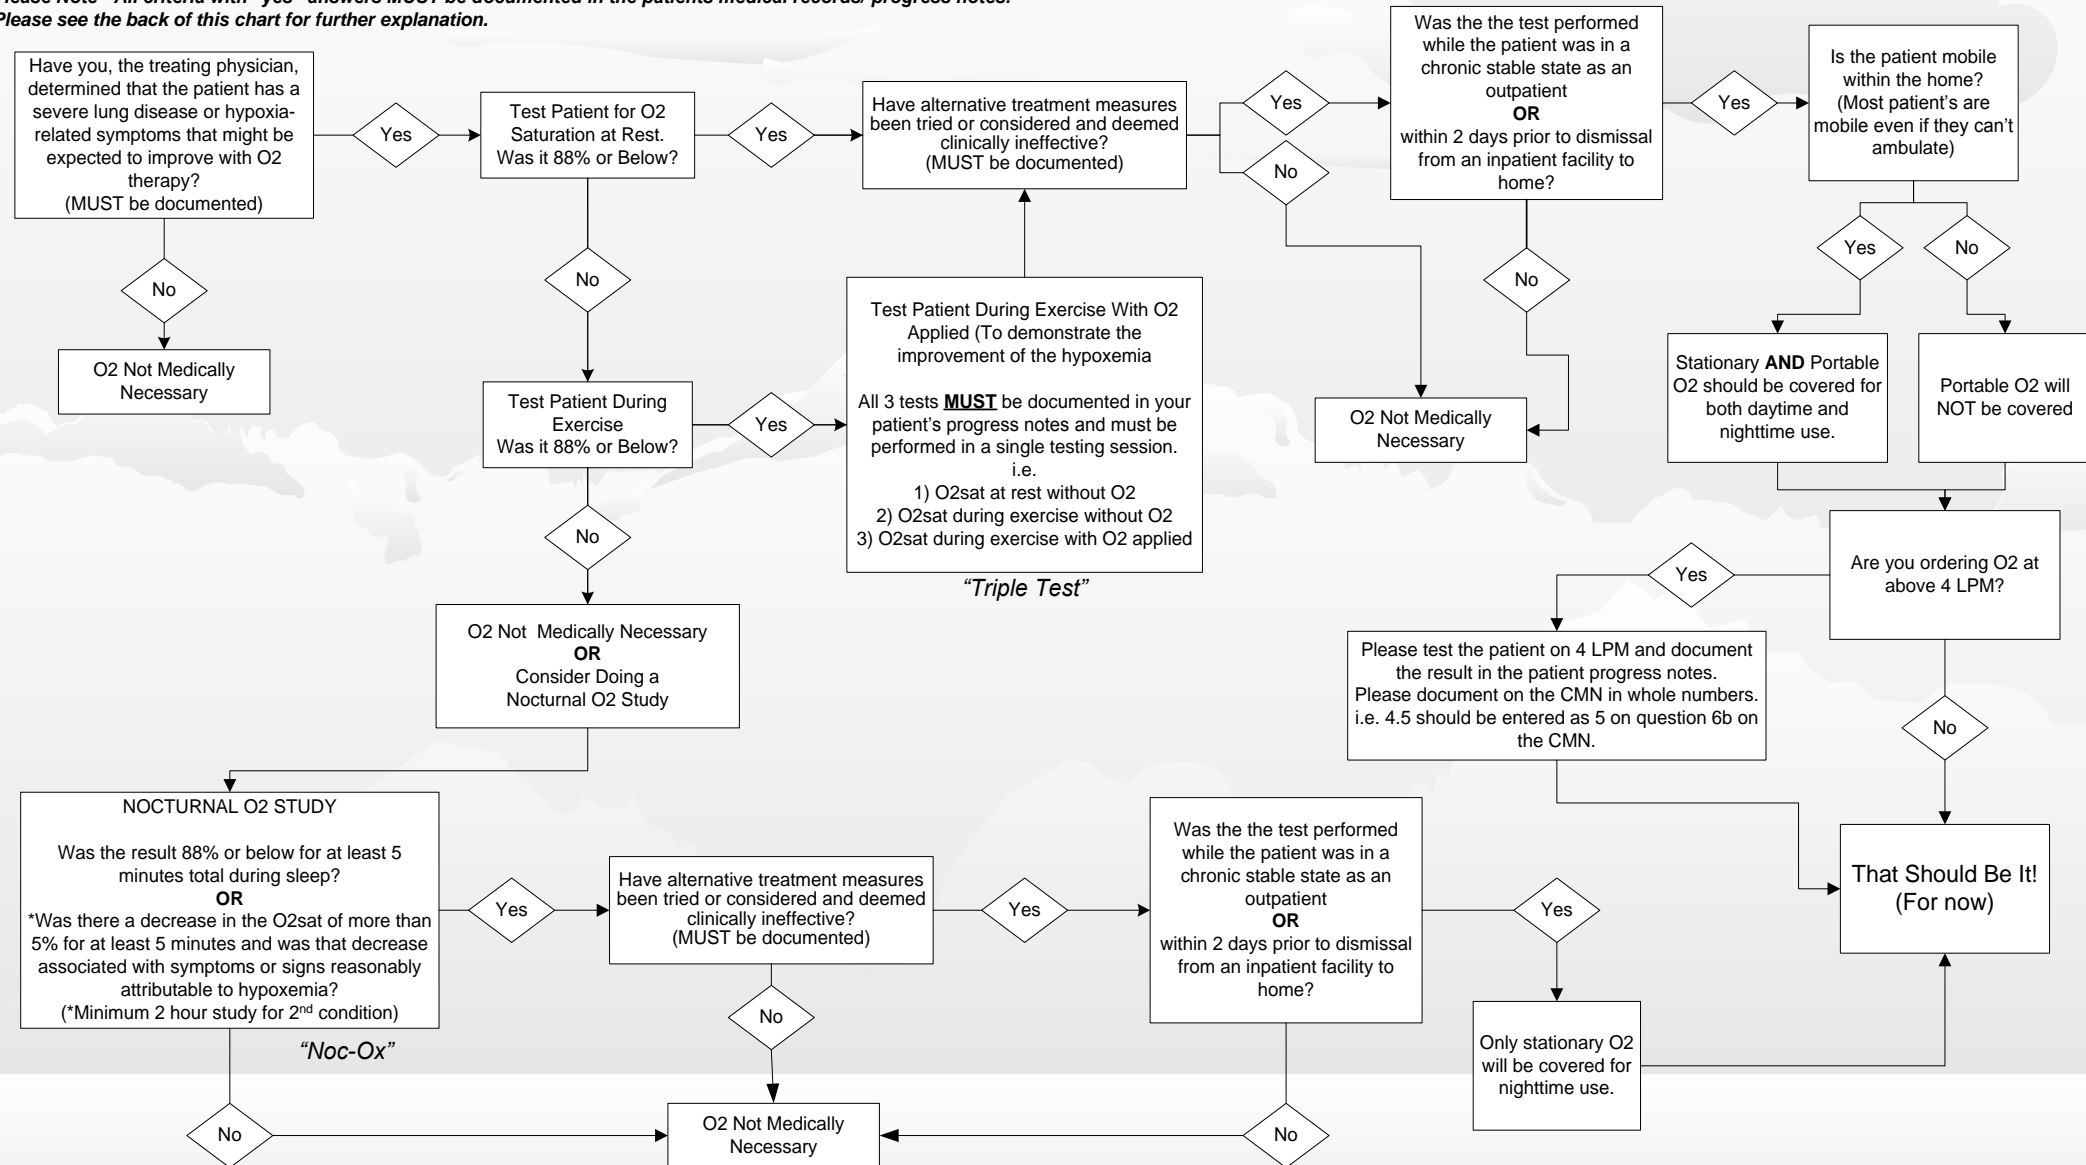 Please Note - All criteria with "yes" answers MUST be documented in the patients medical records/ progress notes.
Please see the back of this chart for further explanation.
Have you, the treating physician,
determined that the patient has a
severe lung disease or hypoxia-
related symptoms that might be
expected to improve with O2
therapy?
(MUST be documented)
Yes
No
O2 Not Medically
Necessary
Test Patient for O2
Saturation at Rest.
Was it 88% or Below?
Yes
No
Test Patient During
Exercise
Was it 88% or Below?
Yes
No
Have alternative treatment measures
been tried or considered and deemed
clinically ineffective?
(MUST be documented)
Yes
No
Test Patient During Exercise With O2
Applied (To demonstrate the
improvement of the hypoxemia
All 3 tests MUST be documented in your
patient's progress notes and must be
performed in a single testing session.
i.e.
1) O2sat at rest without O2
2) O2sat during exercise without O2
3) O2sat during exercise with O2 applied
“Triple Test”
Was the the test performed
while the patient was in a
chronic stable state as an
outpatient
OR
within 2 days prior to dismissal
from an inpatient facility to
home?
Yes
No
O2 Not Medically
Necessary
Is the patient mobile
within the home?
(Most patient's are
mobile even if they can't
ambulate)
Yes
No
Stationary AND Portable
O2 should be covered for
both daytime and
nighttime use.
Portable O2 will
NOT be covered
Are you ordering O2 at
above 4 LPM?
Yes
No
Please test the patient on 4 LPM and document
the result in the patient progress notes.
Please document on the CMN in whole numbers.
i.e. 4.5 should be entered as 5 on question 6b on
the CMN.
That Should Be It!
(For now)
O2 Not  Medically Necessary
OR
Consider Doing a
Nocturnal O2 Study
NOCTURNAL O2 STUDY
Was the result 88% or below for at least 5
minutes total during sleep?
OR
*Was there a decrease in the O2sat of more than
5% for at least 5 minutes and was that decrease
associated with symptoms or signs reasonably
attributable to hypoxemia?
(*Minimum 2 hour study for 2nd condition)
“Noc-Ox”
Yes
No
Have alternative treatment measures
been tried or considered and deemed
clinically ineffective?
(MUST be documented)
Yes
No
Was the the test performed
while the patient was in a
chronic stable state as an
outpatient
OR
within 2 days prior to dismissal
from an inpatient facility to
home?
Yes
No
Only stationary O2
will be covered for
nighttime use.
O2 Not Medically
Necessary